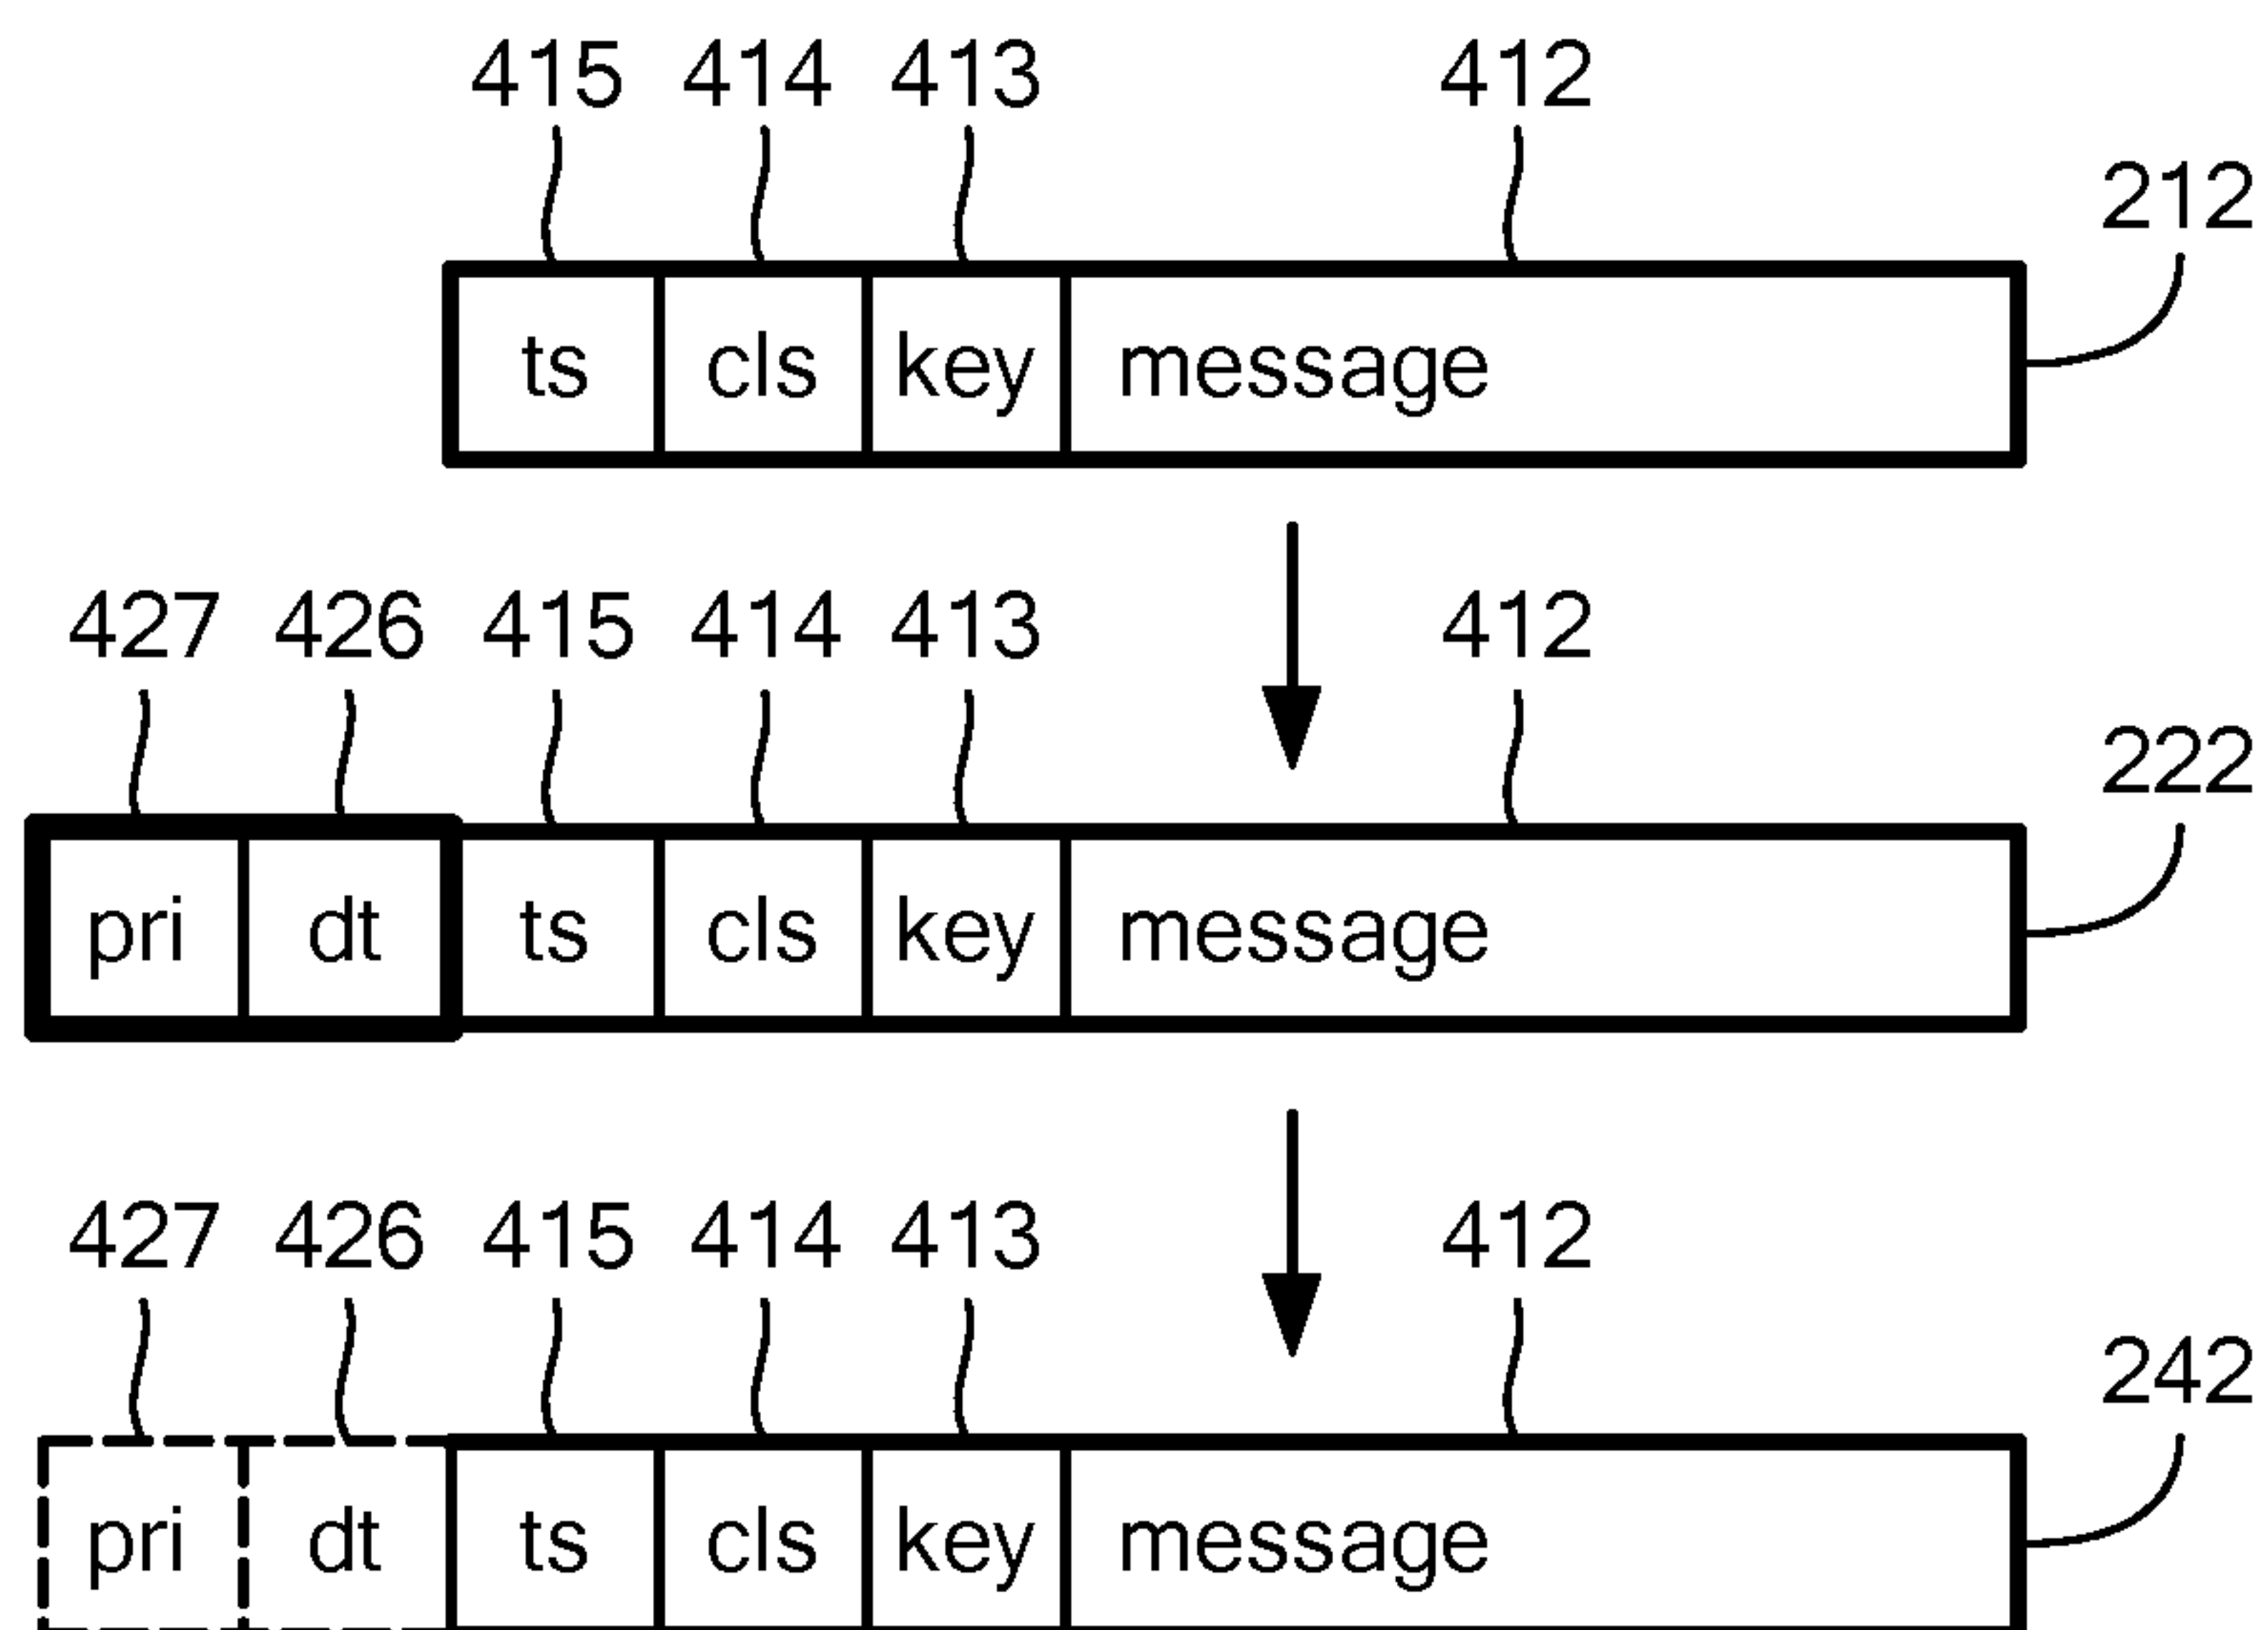 415 414 413 412
212
ts cls key message
427 426 415 414 413 412
222
pri dt ts cls key message
427 426 415 414 413 412
242
pri dt ts cls key message